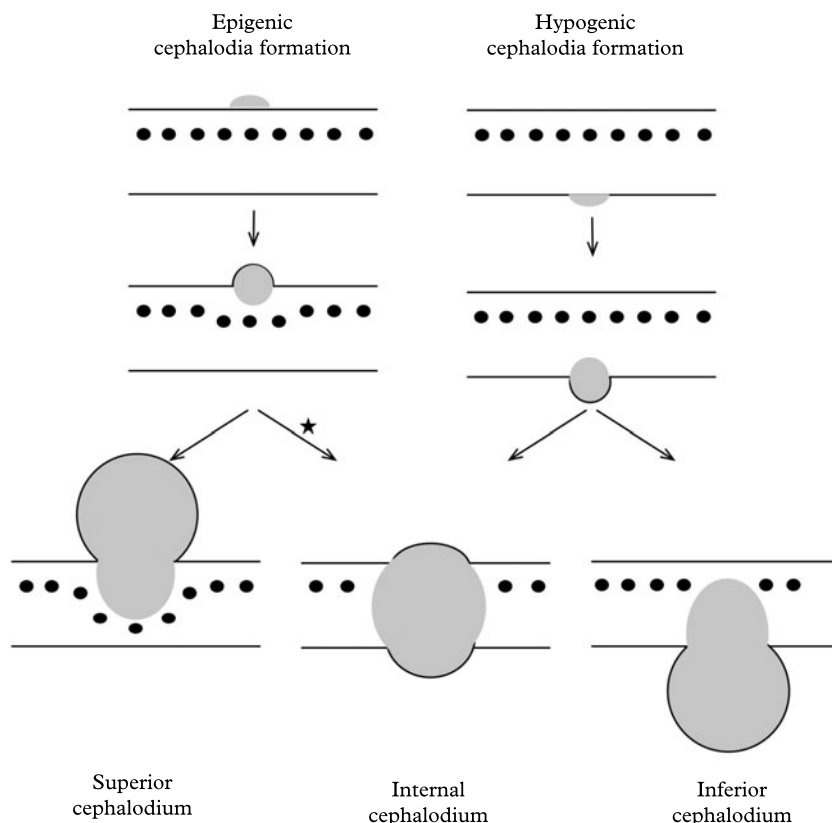 Epigenic
cephalodia formation
Hypogenic
cephalodia formation
Superior
cephalodium
Internal
cephalodium
Inferior
cephalodium